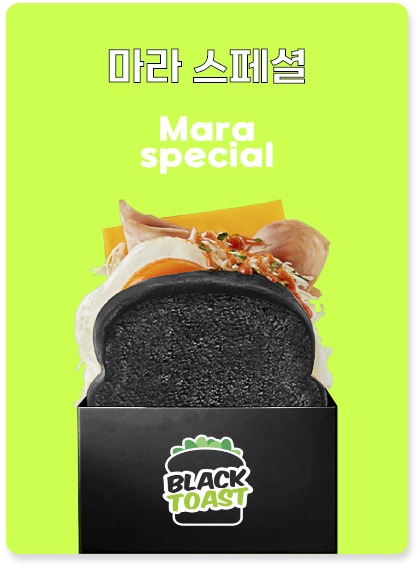 마라 스페셜
Mara
special
BLACK
TOAST